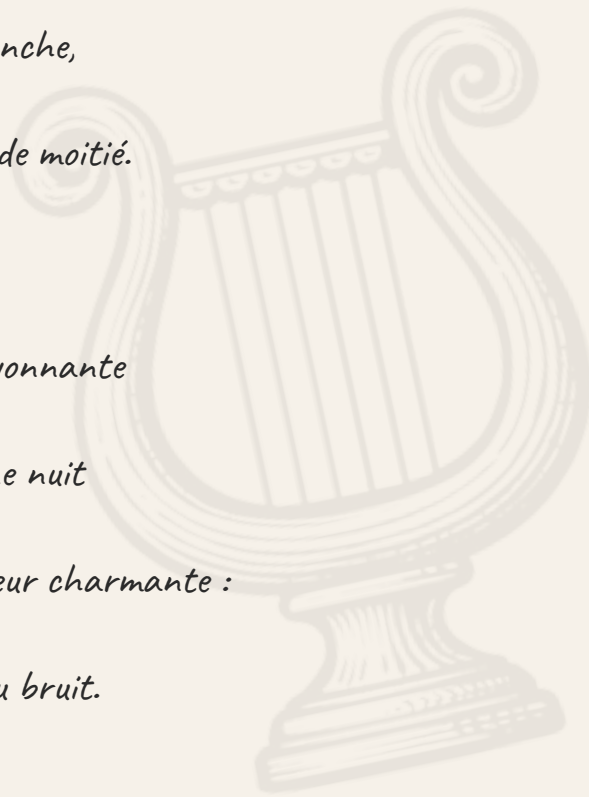 nche,
de moitié.
yonnante
e nuit
eur charmante :
u bruit.